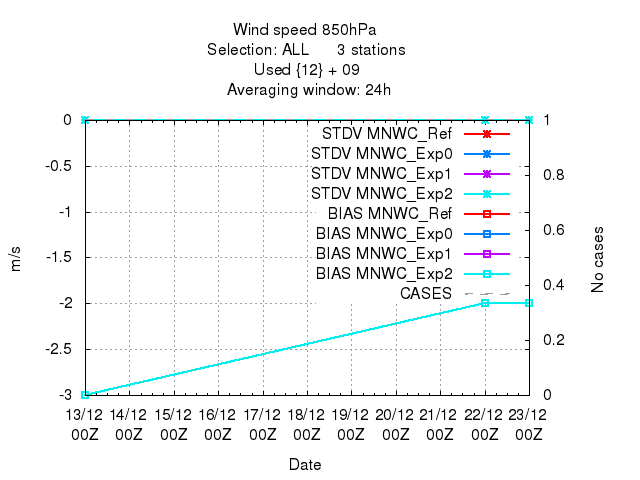 Wind speed 850hPa
Selection: ALL 3 stations
Used {12} + 09
Averaging window: 24h
0 1
STDV MNWC_Ref
STDV MNWC_Exp0
-0.5
STDV MNWC_Exp1
0.8
STDV MNWC_Exp2
-1
BIAS MNWC_Ref
0.6
BIAS MNWC_Exp0
m/s
-1.5
BIAS MNWC_Exp1
No cases
BIAS MNWC_Exp2
0.4
CASES
-2
0.2
-2.5
-3 0
13/12 14/12 15/12 16/12 17/12 18/12 19/12 20/12 21/12 22/12 23/12
00Z 00Z 00Z 00Z 00Z 00Z 00Z 00Z 00Z 00Z 00Z
Date